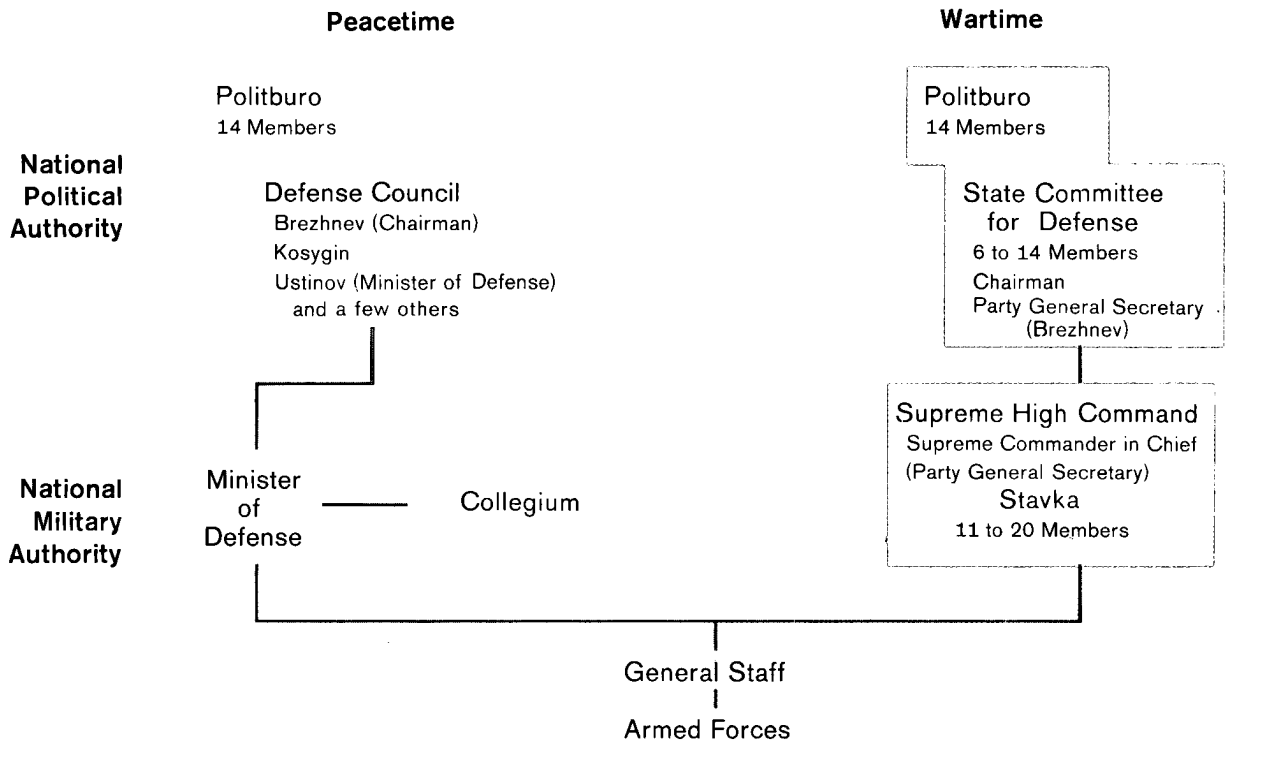 Peacetime
Wartime
Politburo
14 Members
Politburo
14 Members
National
Political
Authority
Defense Council
Brezhnev (Chairman)
Kosygin
Ustinov (Minister of Defense)
and a few others
State Committee
for Defense
6 to 14 Members
Chairman
Party General Secretary
(Brezhnev)
National
Military
Authority
Minister
of
Defense
Collegium
Supreme High Command
Supreme Commander in Chief
(Party General Secretary)
Stavka
11 to 20 Members
General Staff
Armed Forces